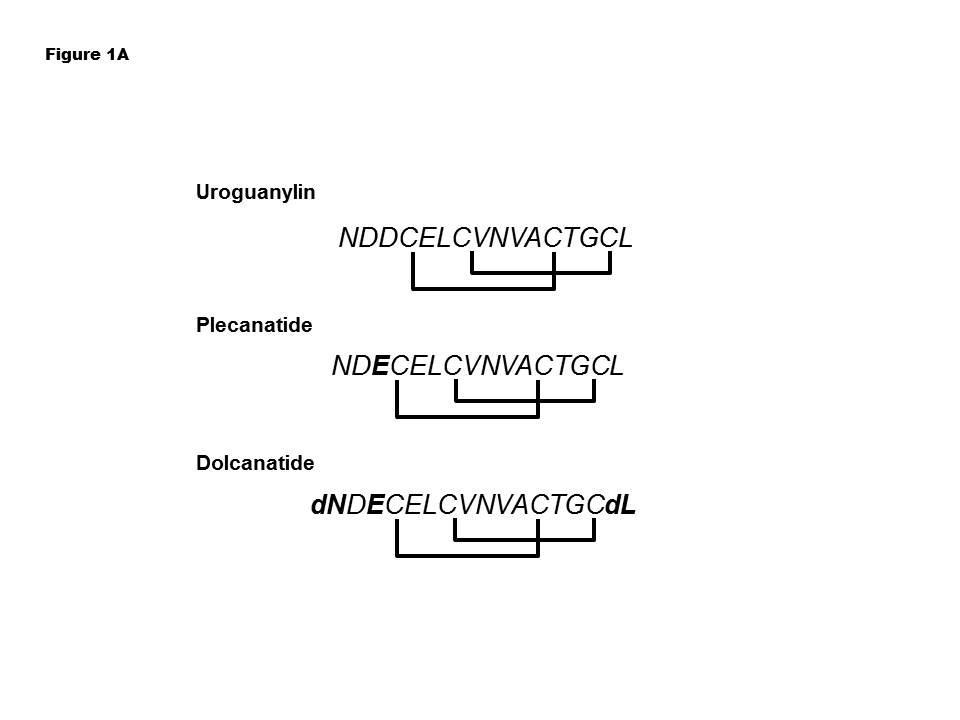 Figure 1A
Uroguanylin
NDDCELCVNVACTGCL
Plecanatide
NDECELCVNVACTGCL
Dolcanatide
dNDECELCVNVACTGCdL